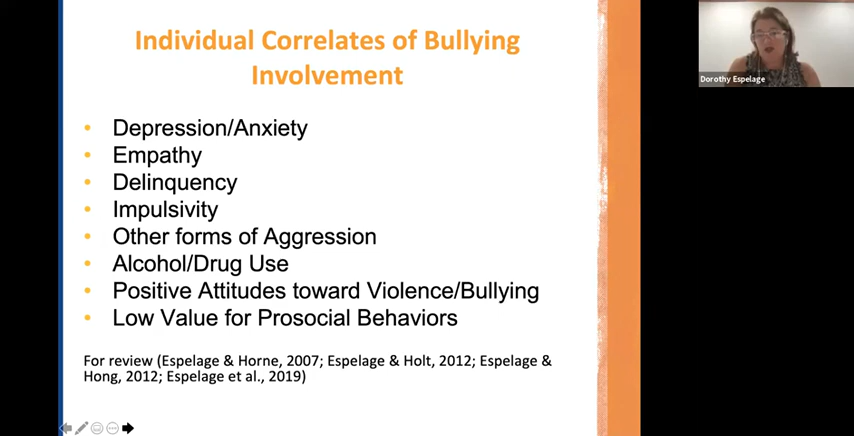 Individual Correlates of Bullying
Involvement
• Depression/Anxiety
• Empathy
• Delinquency
• Impulsivity
• Other forms of Aggression
• Alcohol/Drug Use
• Positive Attitudes toward Violence/Bullying
• Low Value for Prosocial Behaviors
For review (Espelage & Horne, 2007; Espelage & Holt, 2012; Espelage &
Hong, 2012; Espelage et al., 2019)
Dorothy Espelage